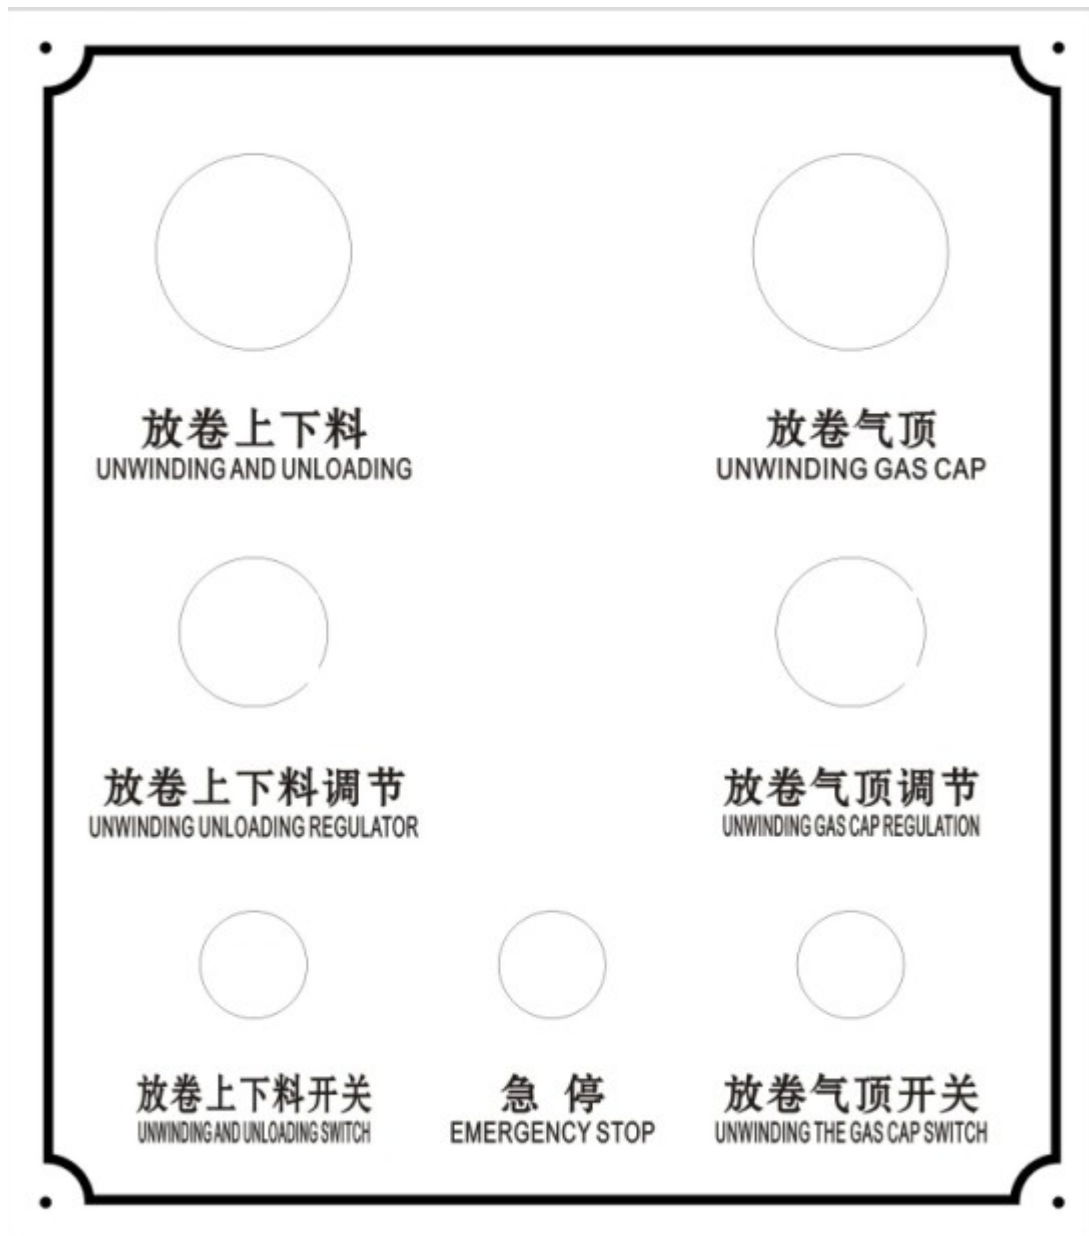 放卷上下料
UNWINDING AND UNLOADING
放卷气顶
UNWINDING GAS CAP
放卷上下料调节
UNWINDING UNLOADING REGULATOR
放卷气顶调节
UNWINDING GAS CAP REGULATION
放卷上下料开关
UNWINDING AND UNLOADING SWITCH
急 停
EMERGENCY STOP
放卷气顶开关
UNWINDING THE GAS CAP SWITCH